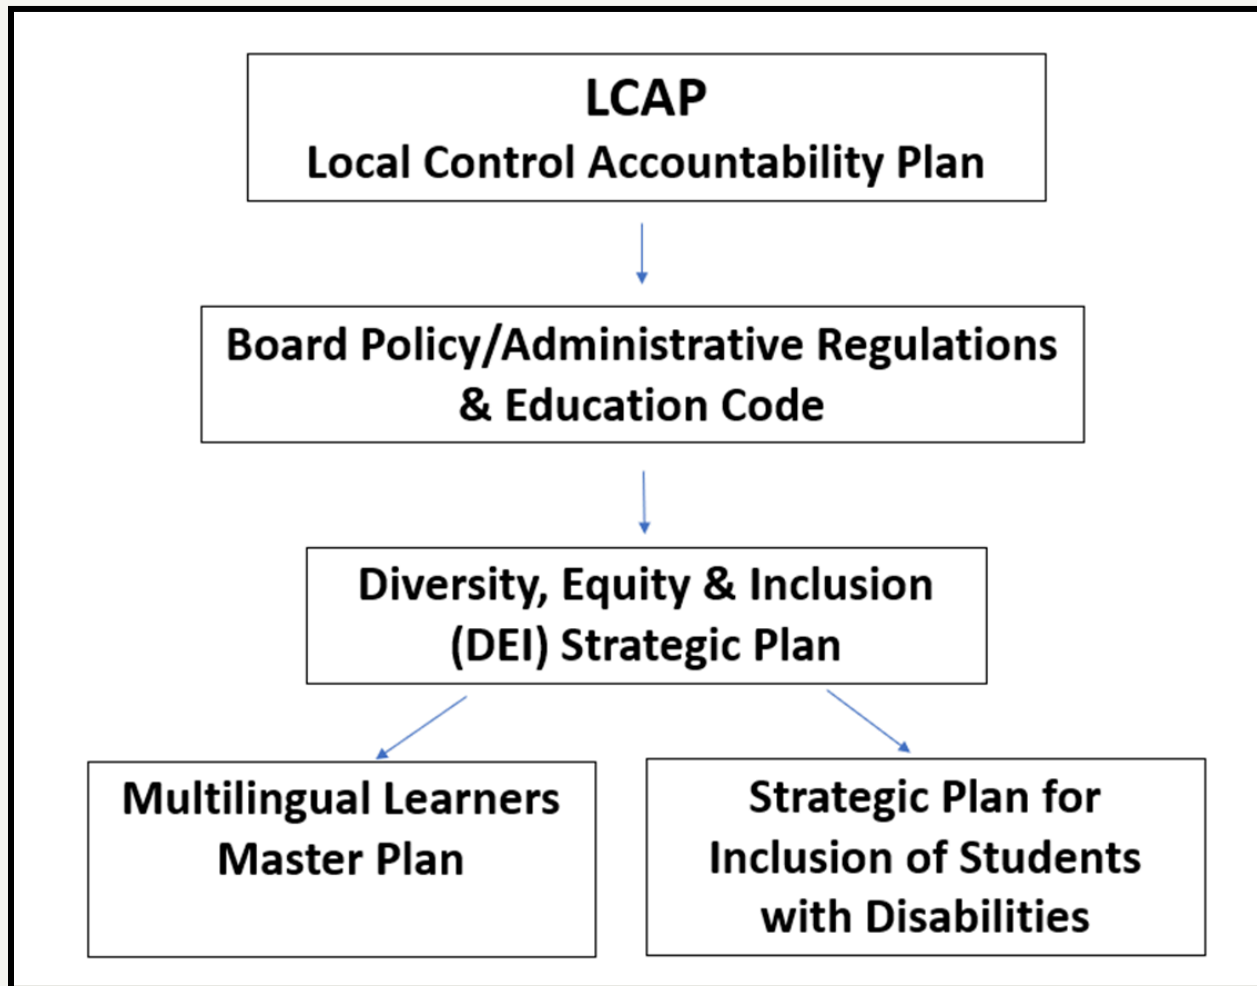 LCAP
Local Control Accountability Plan
Board Policy/Administrative Regulations
& Education Code
Diversity, Equity & Inclusion
(DEI) Strategic Plan
Multilingual Learners
Master Plan
Strategic Plan for
Inclusion of Students
with Disabilities